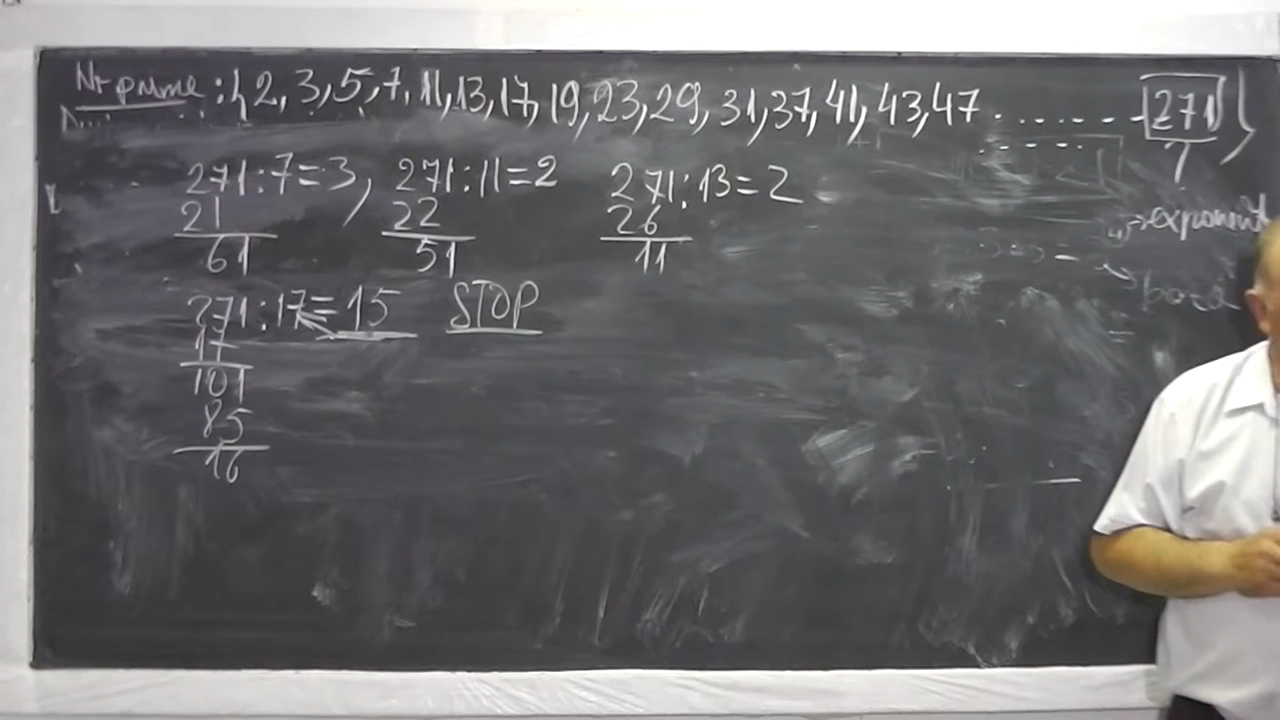 Nr prime : { 2, 3, 5, 7, 11, 13, 17, 19, 23, 29, 31, 37, 41, 43, 47 ......... 271 }
?
271:7=3, 271:11=2 271:13=2
21 22 26
61 51 11
exponent
271:17=15 STOP
17
101
85
16